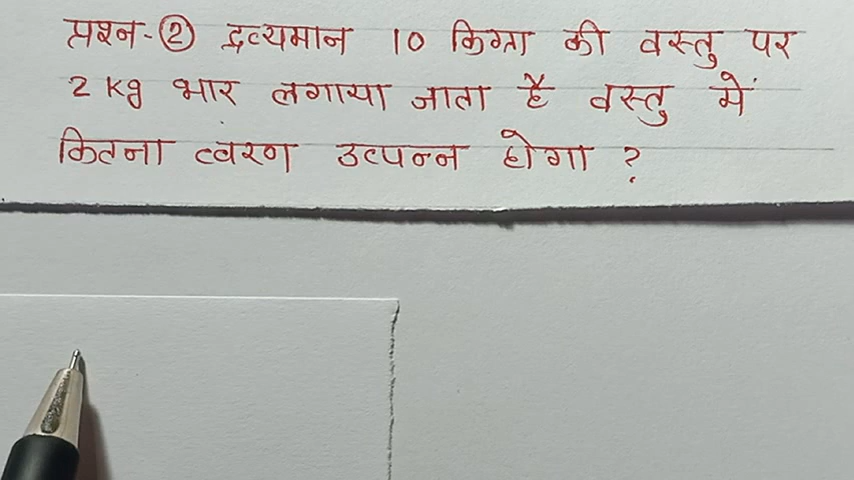 प्रश्न-② द्रव्यमान 10 किग्रा की वस्तु पर
2 kg भार लगाया जाता है वस्तु में
कितना त्वरण उत्पन्न होगा ?